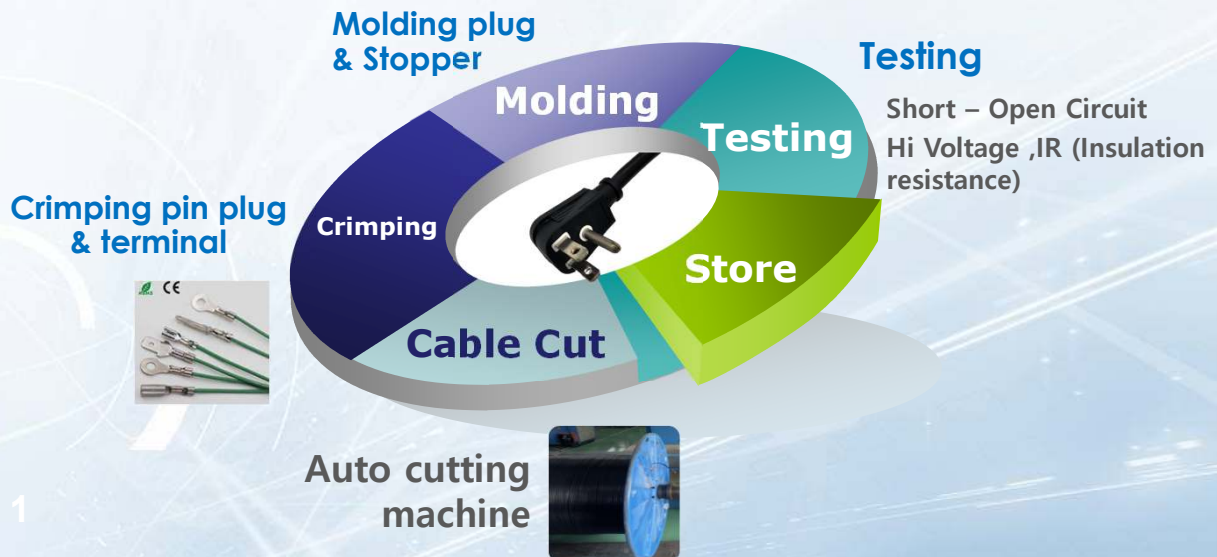 Molding plug
& Stopper
Molding
Testing
Testing
Short – Open Circuit
Hi Voltage ,IR (Insulation
resistance)
Crimping pin plug
& terminal
Crimping
Store
CE
Cable Cut
Auto cutting
machine
1